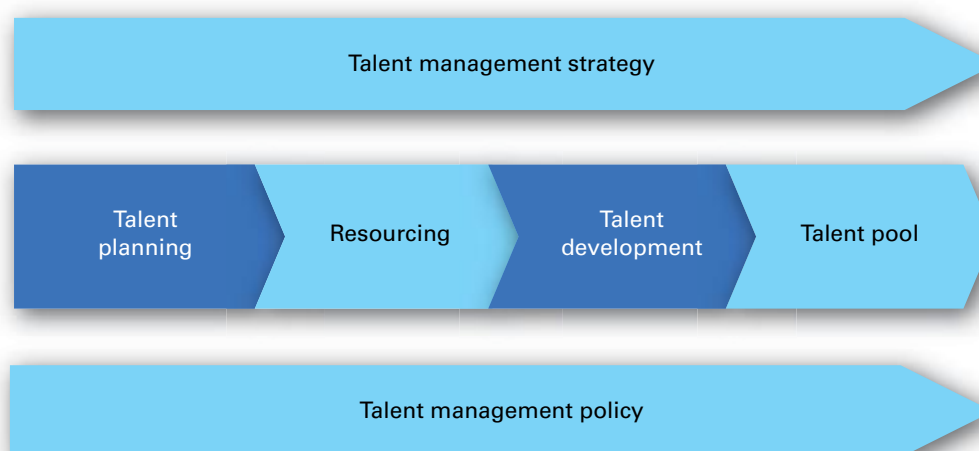 Talent management strategy
Talent
planning
Resourcing
Talent
development
Talent pool
Talent management policy